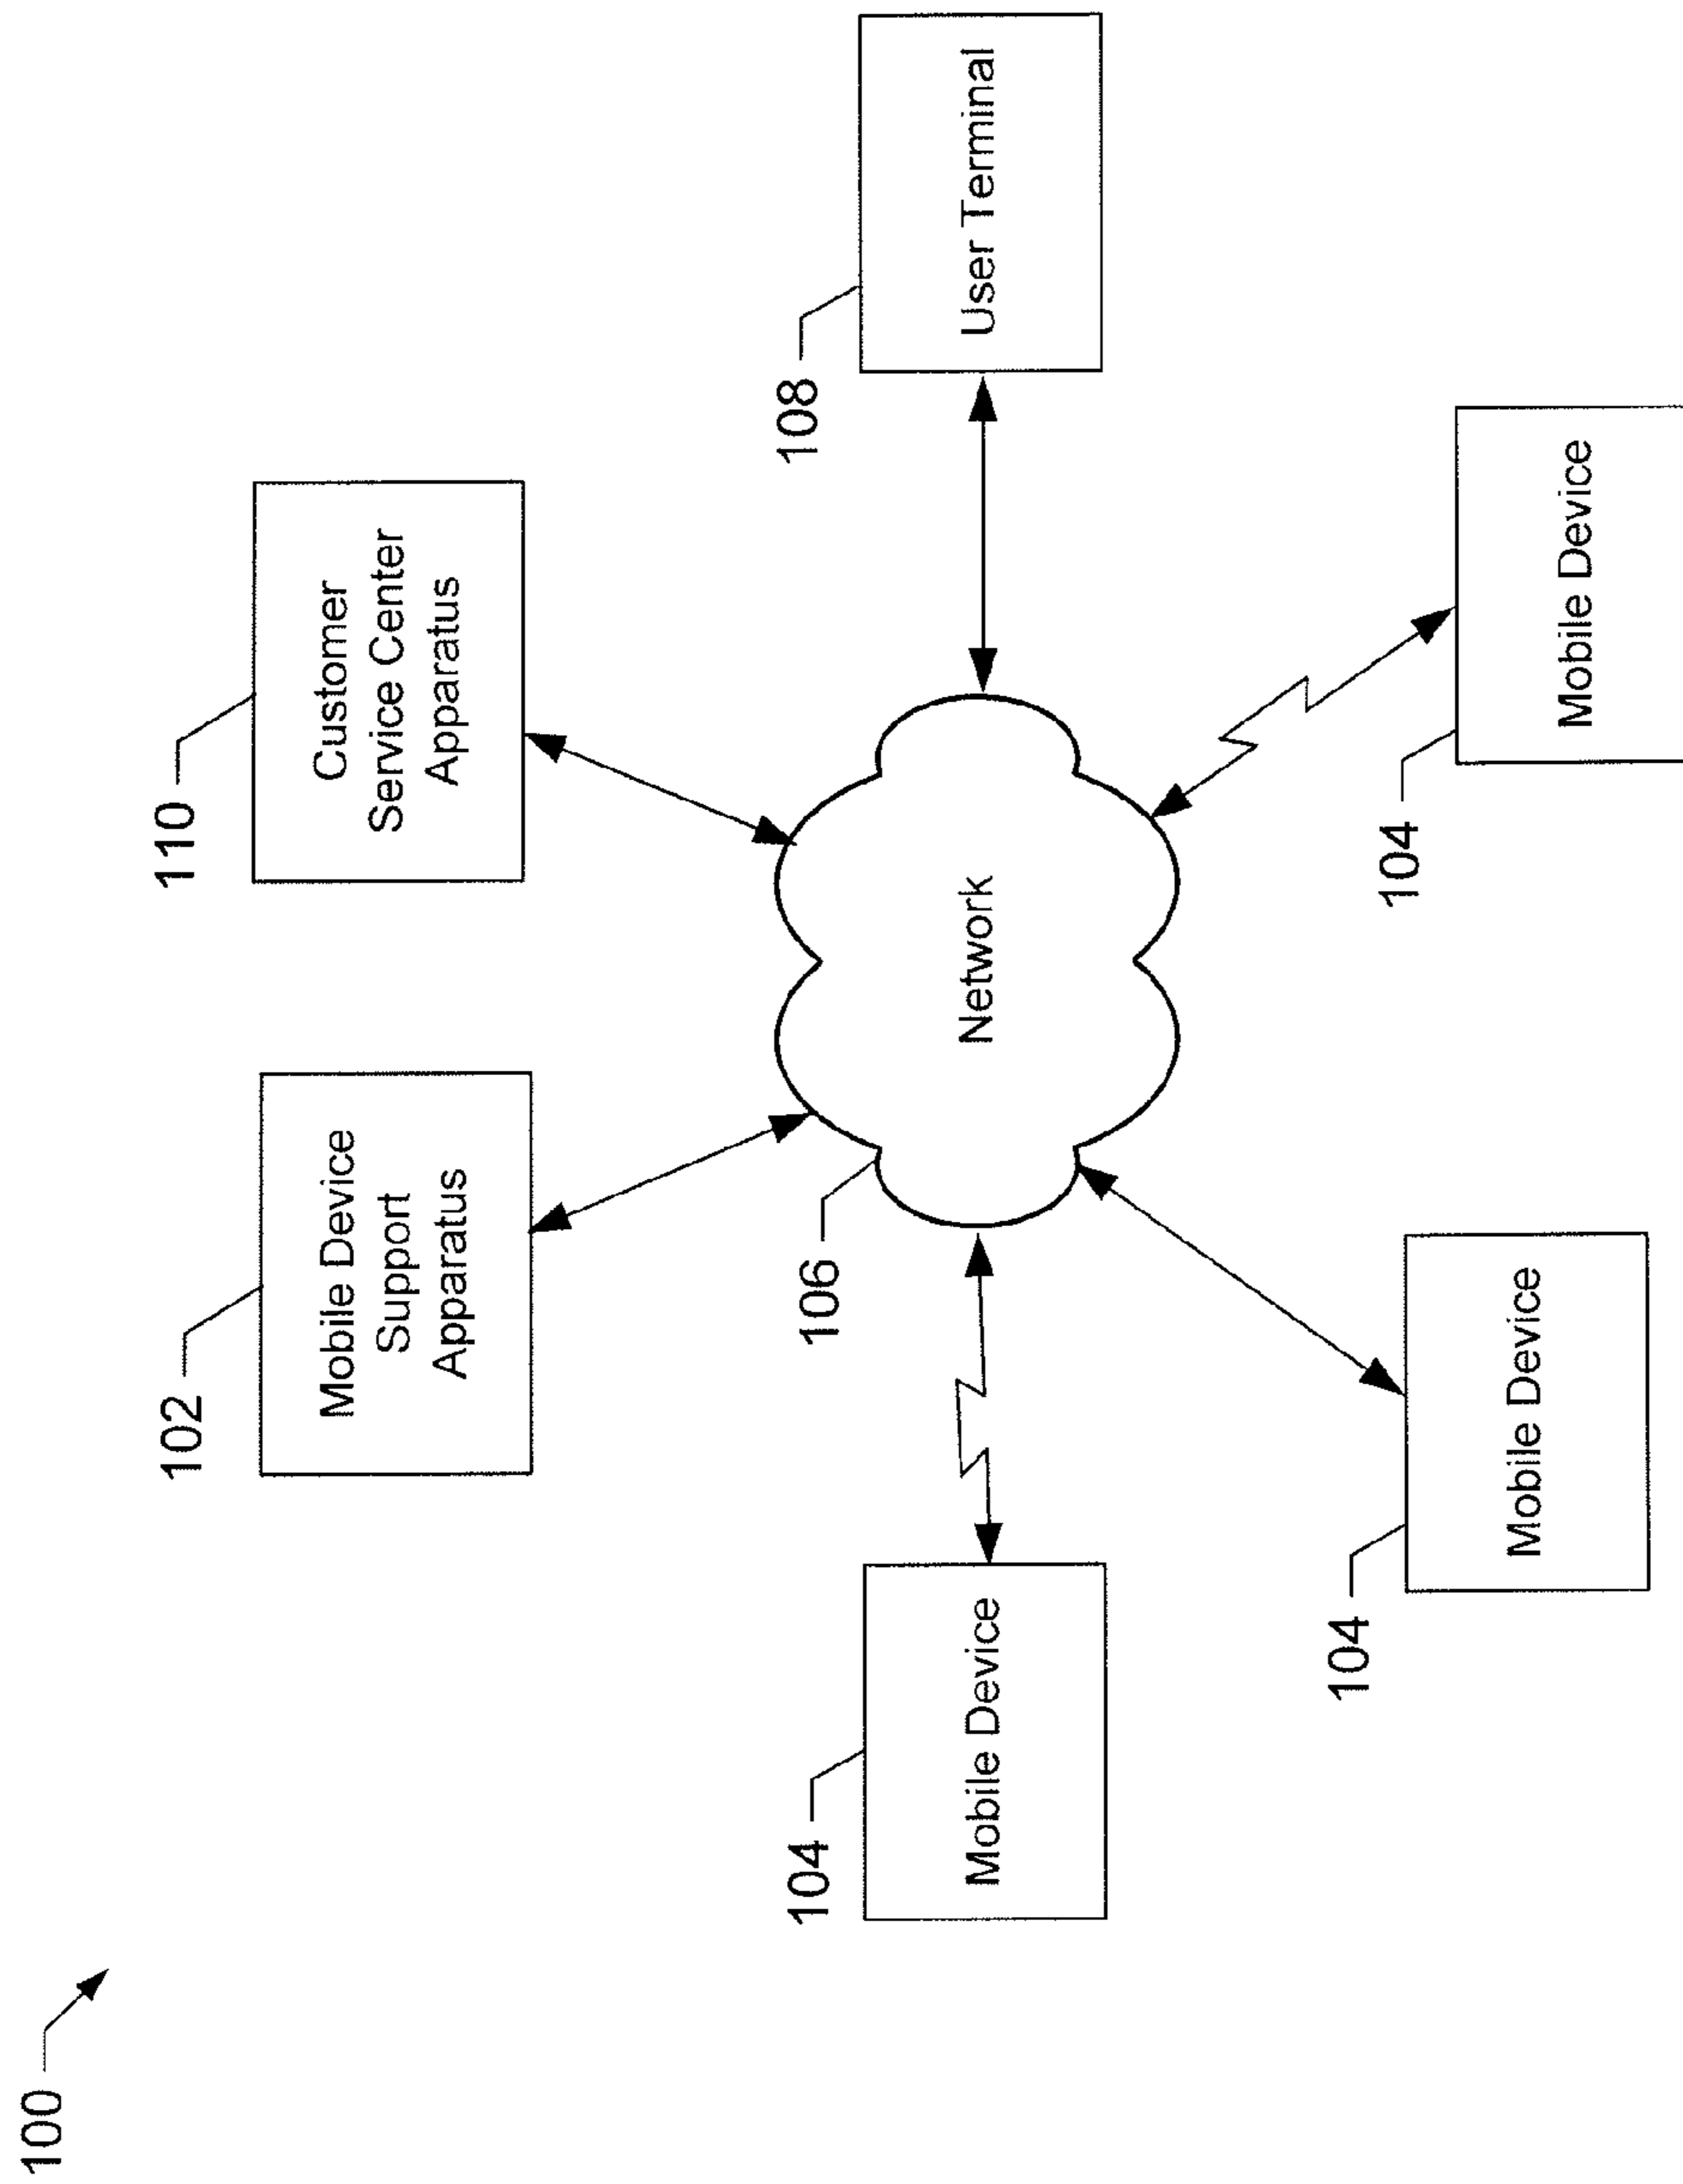 100
102
Mobile Device
Support
Apparatus
110
Customer
Service Center
Apparatus
106
Network
108
User Terminal
104
Mobile Device
104
Mobile Device
104
Mobile Device